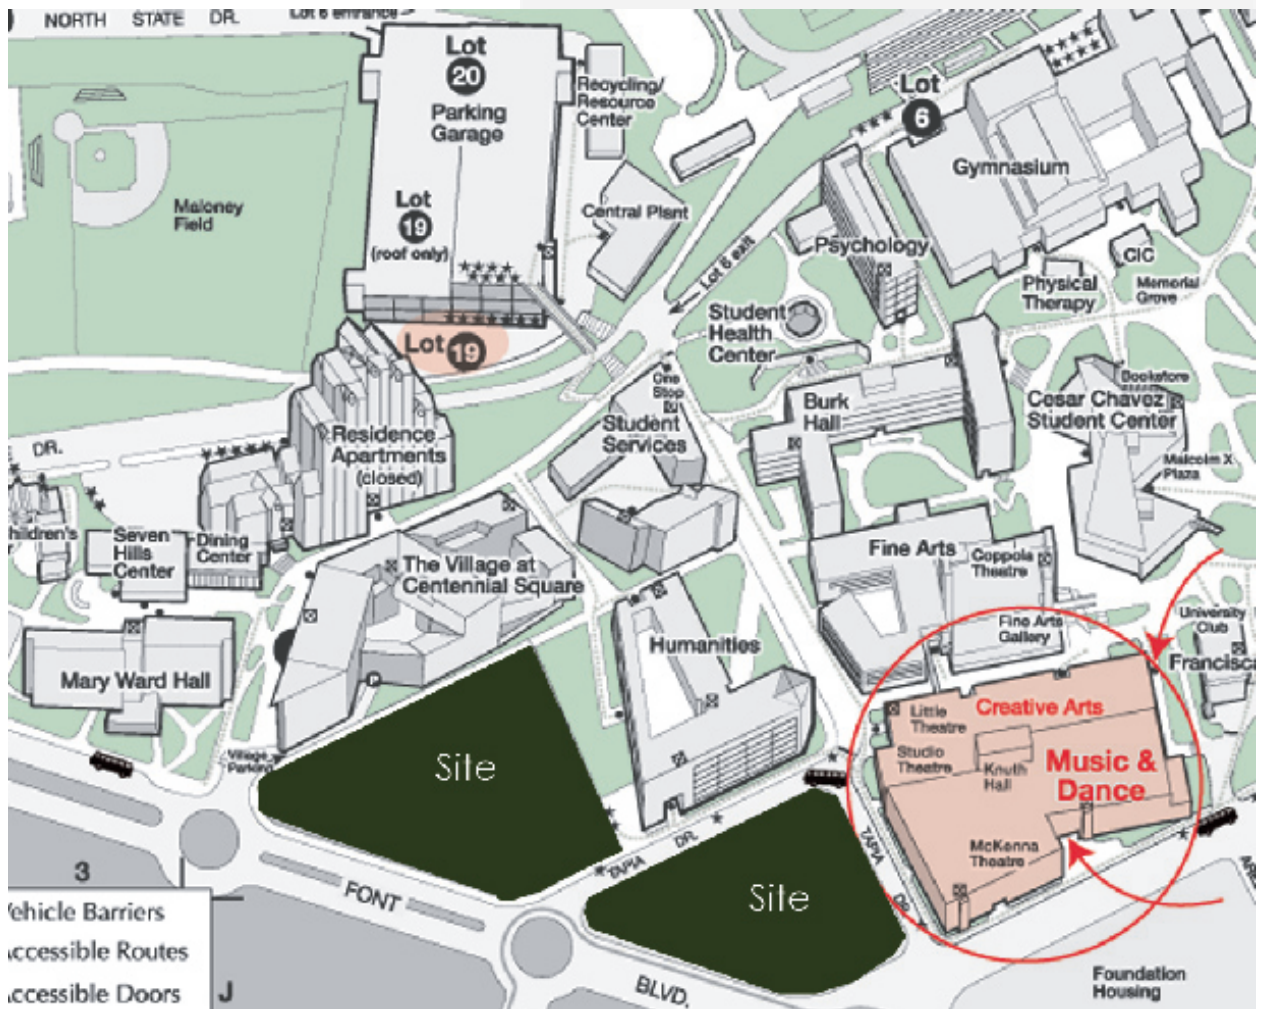 NORTH STATE DR.
Lot 6 entrance
Lot
20
Parking
Garage
Recycling/
Resource
Center
Lot
6
Gymnasium
Maloney
Field
Lot
19
(roof only)
Central Plant
Psychology
CIC
Lot 6 exit
Physical
Therapy
Memorial
Grove
Student
Health
Center
Lot 19
One
Stop
Bookstore
Cesar Chavez
Student Center
Burk
Hall
Student
Services
DR.
Residence
Apartments
(closed)
Malcolm X
Plaza
hildren's
Seven
Hills
Center
Dining
Center
Fine Arts
Coppola
Theatre
The Village at
Centennial Square
Fine Arts
Gallery
University
Club
Humanities
Francisca
Mary Ward Hall
Creative Arts
Little
Theatre
Studio
Theatre
Knuth
Hall
Music &
Dance
Village
Parking
Site
McKenna
Theatre
TAPIA DR.
TAPIA DR.
3
FONT BLVD.
Site
ehicle Barriers
ccessible Routes
ccessible Doors
J
Foundation
Housing